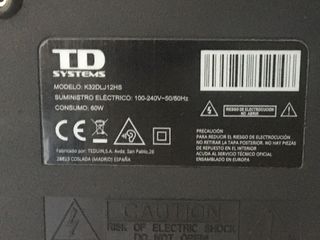 TD
SYSTEMS
MODELO: K32DLJ12HS
SUMINISTRO ELÉCTRICO: 100-240V~50/60Hz
CONSUMO: 60W
RIESGO DE ELECTROCUCIÓN
NO ABRIR
PRECAUCIÓN
PARA REDUCIR EL RIESGO DE ELECTROCUCIÓN
NO RETIRAR LA TAPA POSTERIOR. NO HAY PIEZAS
DE REPUESTO EN EL INTERIOR
ACUDA AL SERVICIO TÉCNICO OFICIAL
ENSAMBLADO EN EUROPA
CE
Fabricado por: TEDUIN,S.A. Avda. San Pablo,28
28823 COSLADA (MADRID) ESPAÑA
CAUTION
RISK OF ELECTRIC SHOCK
DO NOT OPEN